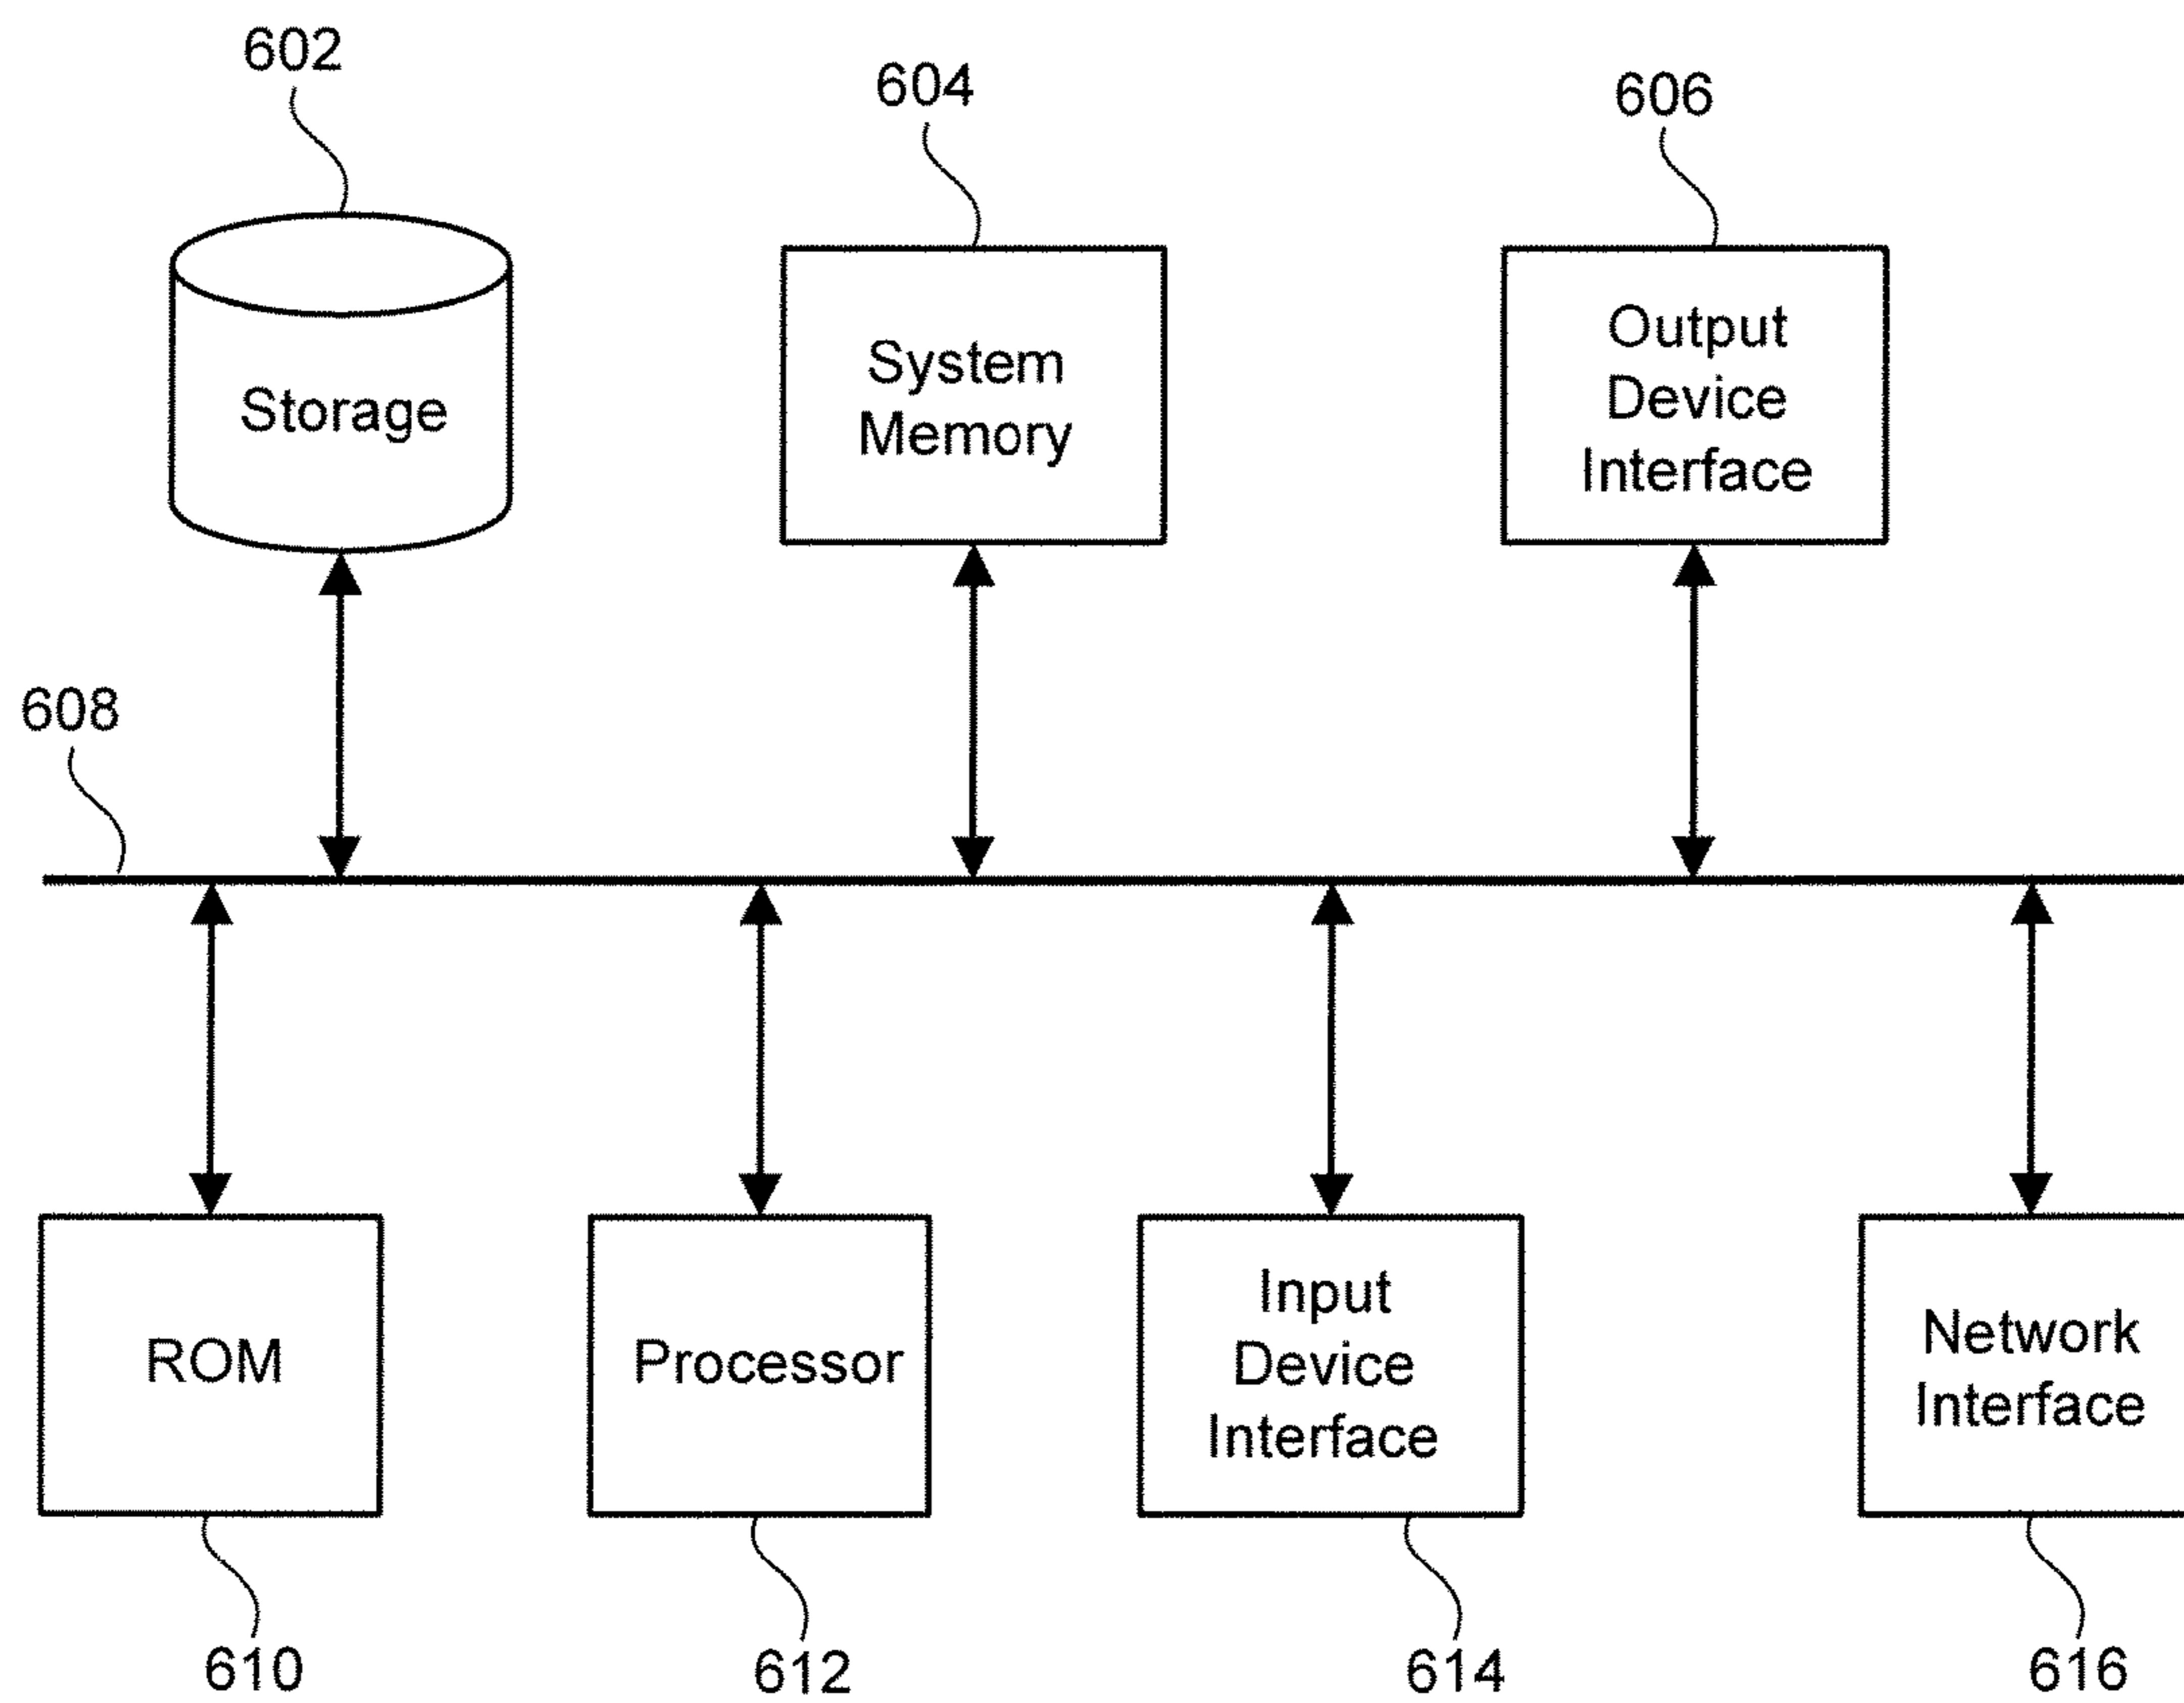 602
604
606
Storage
System
Memory
Output
Device
Interface
608
ROM
Processor
Input
Device
Interface
Network
Interface
610
612
614
616